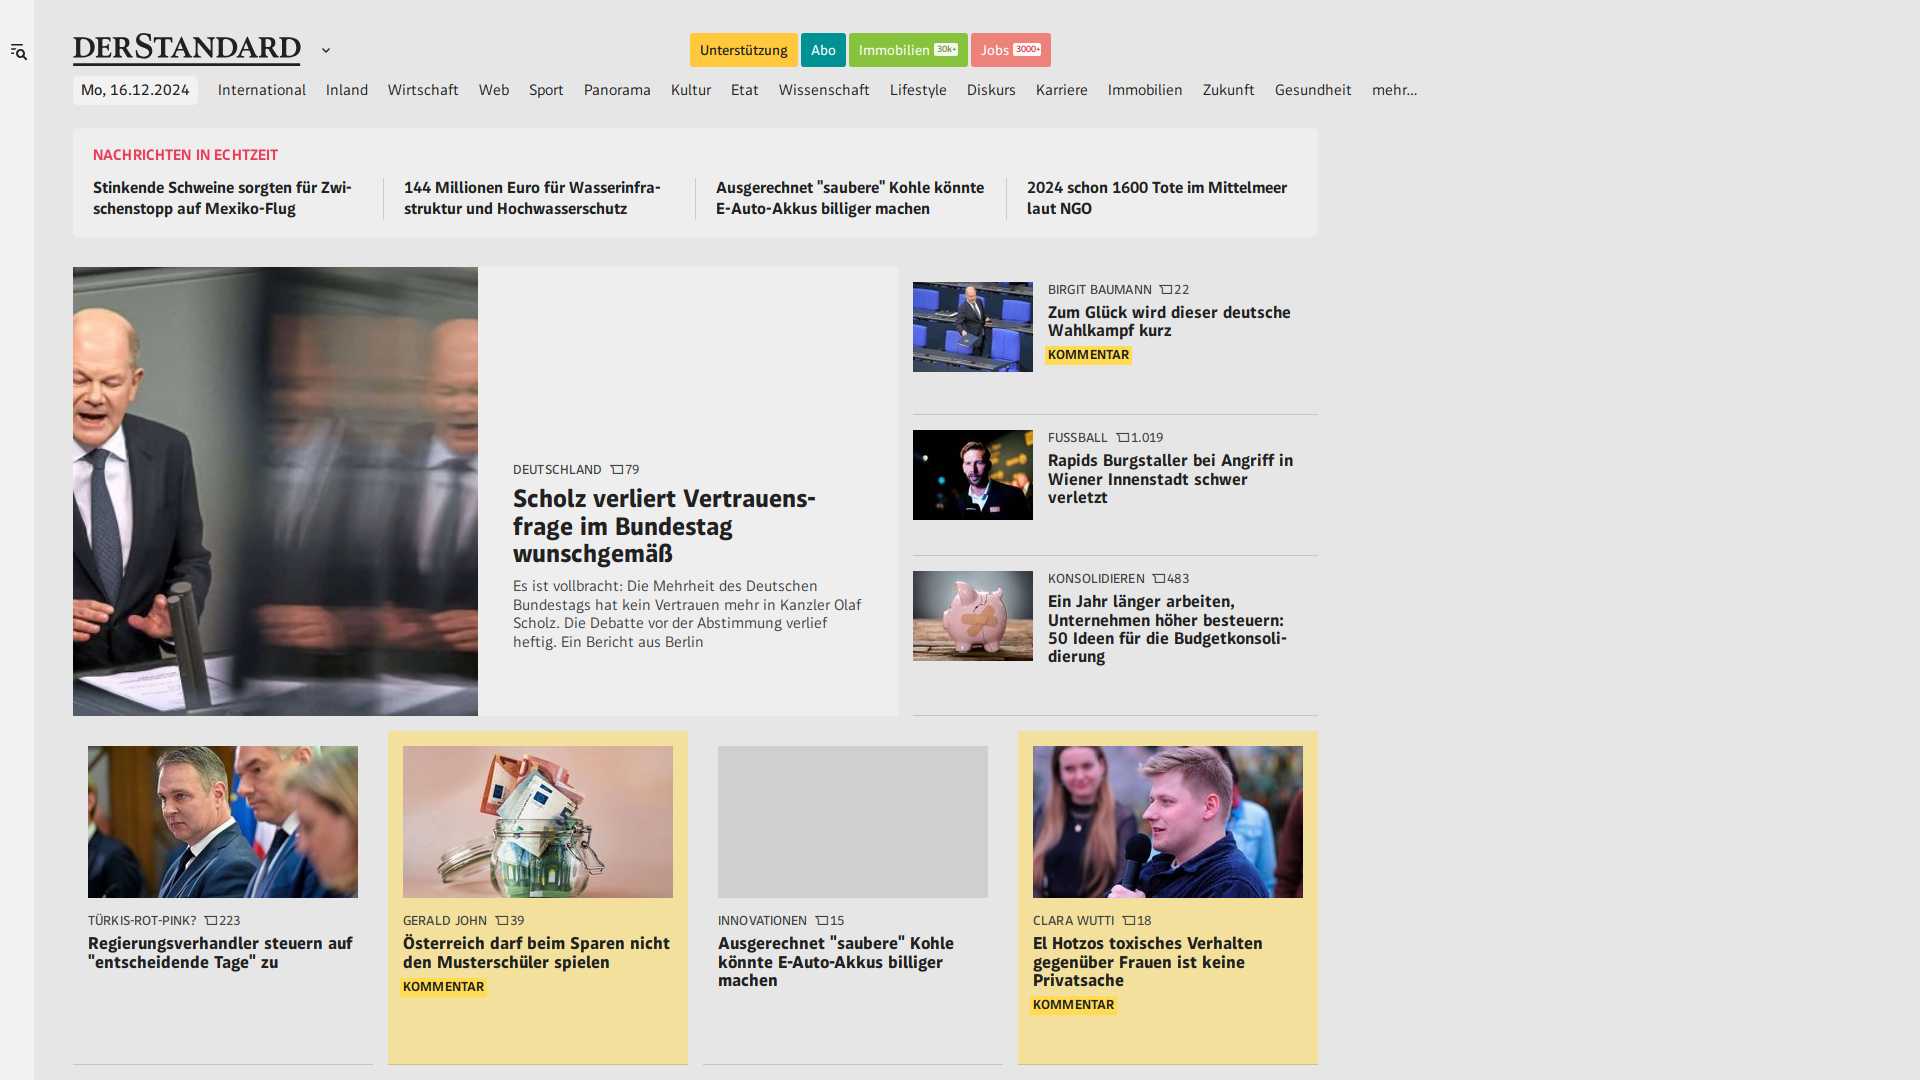 DERSTANDARD
Unterstützung
Abo
Immobilien 30k+
Jobs 3000+
Mo, 16.12.2024
International
Inland
Wirtschaft
Web
Sport
Panorama
Kultur
Etat
Wissenschaft
Lifestyle
Diskurs
Karriere
Immobilien
Zukunft
Gesundheit
mehr...
NACHRICHTEN IN ECHTZEIT
Stinkende Schweine sorgten für Zwi-
schenstopp auf Mexiko-Flug
144 Millionen Euro für Wasserinfra-
struktur und Hochwasserschutz
Ausgerechnet "saubere" Kohle könnte
E-Auto-Akkus billiger machen
2024 schon 1600 Tote im Mittelmeer
laut NGO
DEUTSCHLAND 79
Scholz verliert Vertrauens-
frage im Bundestag
wunschgemäß
Es ist vollbracht: Die Mehrheit des Deutschen
Bundestags hat kein Vertrauen mehr in Kanzler Olaf
Scholz. Die Debatte vor der Abstimmung verlief
heftig. Ein Bericht aus Berlin
BIRGIT BAUMANN 22
Zum Glück wird dieser deutsche
Wahlkampf kurz
KOMMENTAR
FUSSBALL 1.019
Rapids Burgstaller bei Angriff in
Wiener Innenstadt schwer
verletzt
KONSOLIDIEREN 483
Ein Jahr länger arbeiten,
Unternehmen höher besteuern:
50 Ideen für die Budgetkonsoli-
dierung
TÜRKIS-ROT-PINK? 223
Regierungsverhandler steuern auf
"entscheidende Tage" zu
GERALD JOHN 39
Österreich darf beim Sparen nicht
den Musterschüler spielen
KOMMENTAR
INNOVATIONEN 15
Ausgerechnet "saubere" Kohle
könnte E-Auto-Akkus billiger
machen
CLARA WUTTI 18
El Hotzos toxisches Verhalten
gegenüber Frauen ist keine
Privatsache
KOMMENTAR